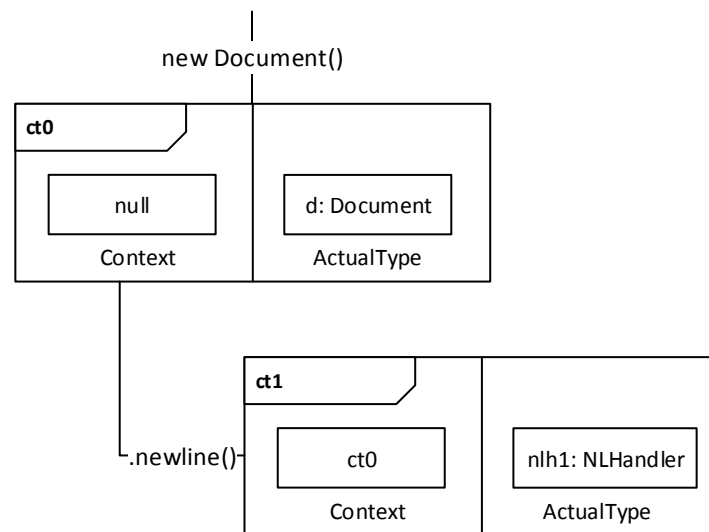 new Document()
ct0
null
d: Document
Context
ActualType
ct1
.newline()
ct0
nlh1: NLHandler
Context
ActualType